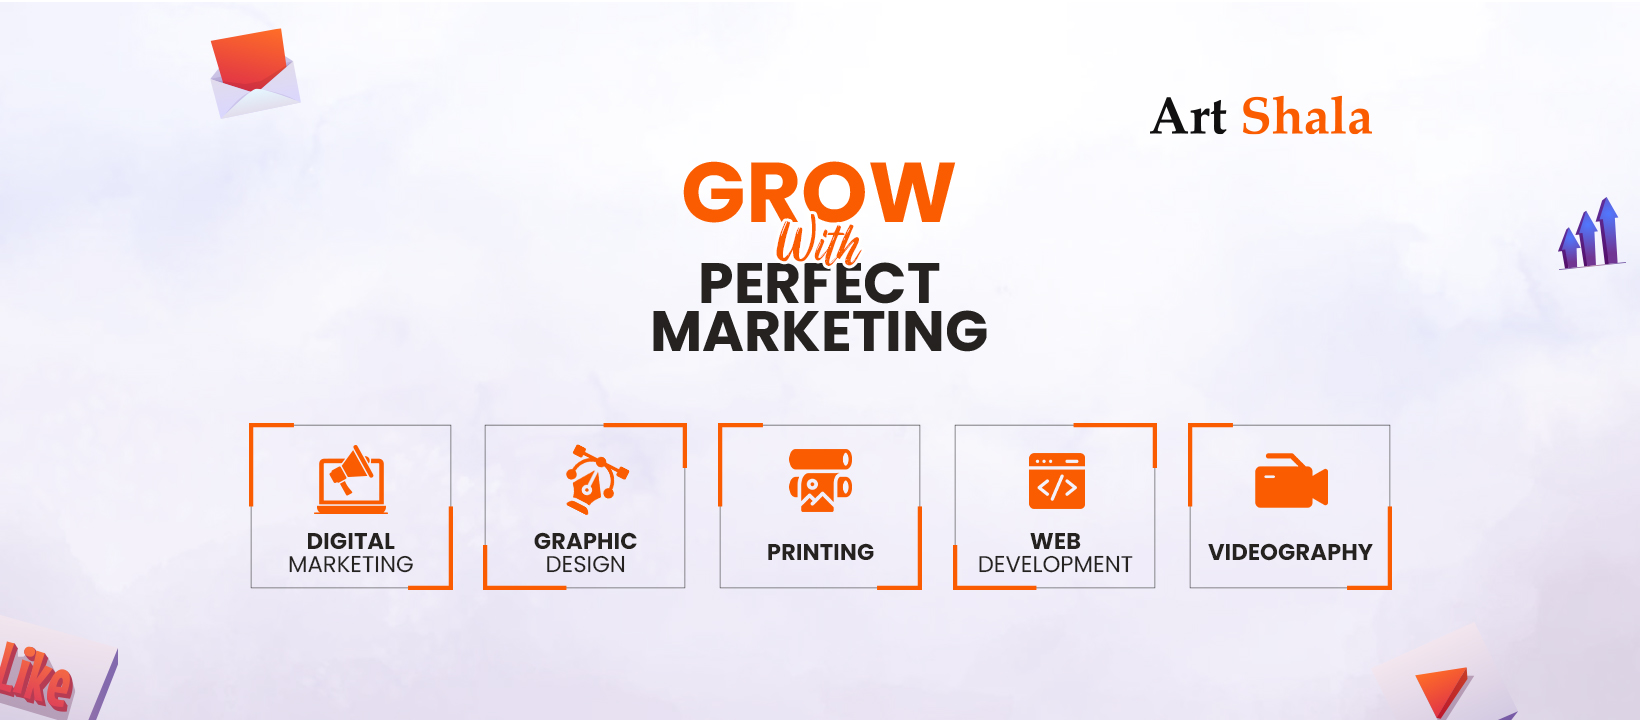 Art Shala
GROW
With
PERFECT
MARKETING
DIGITAL
MARKETING
GRAPHIC
DESIGN
PRINTING
WEB
DEVELOPMENT
VIDEOGRAPHY
Like